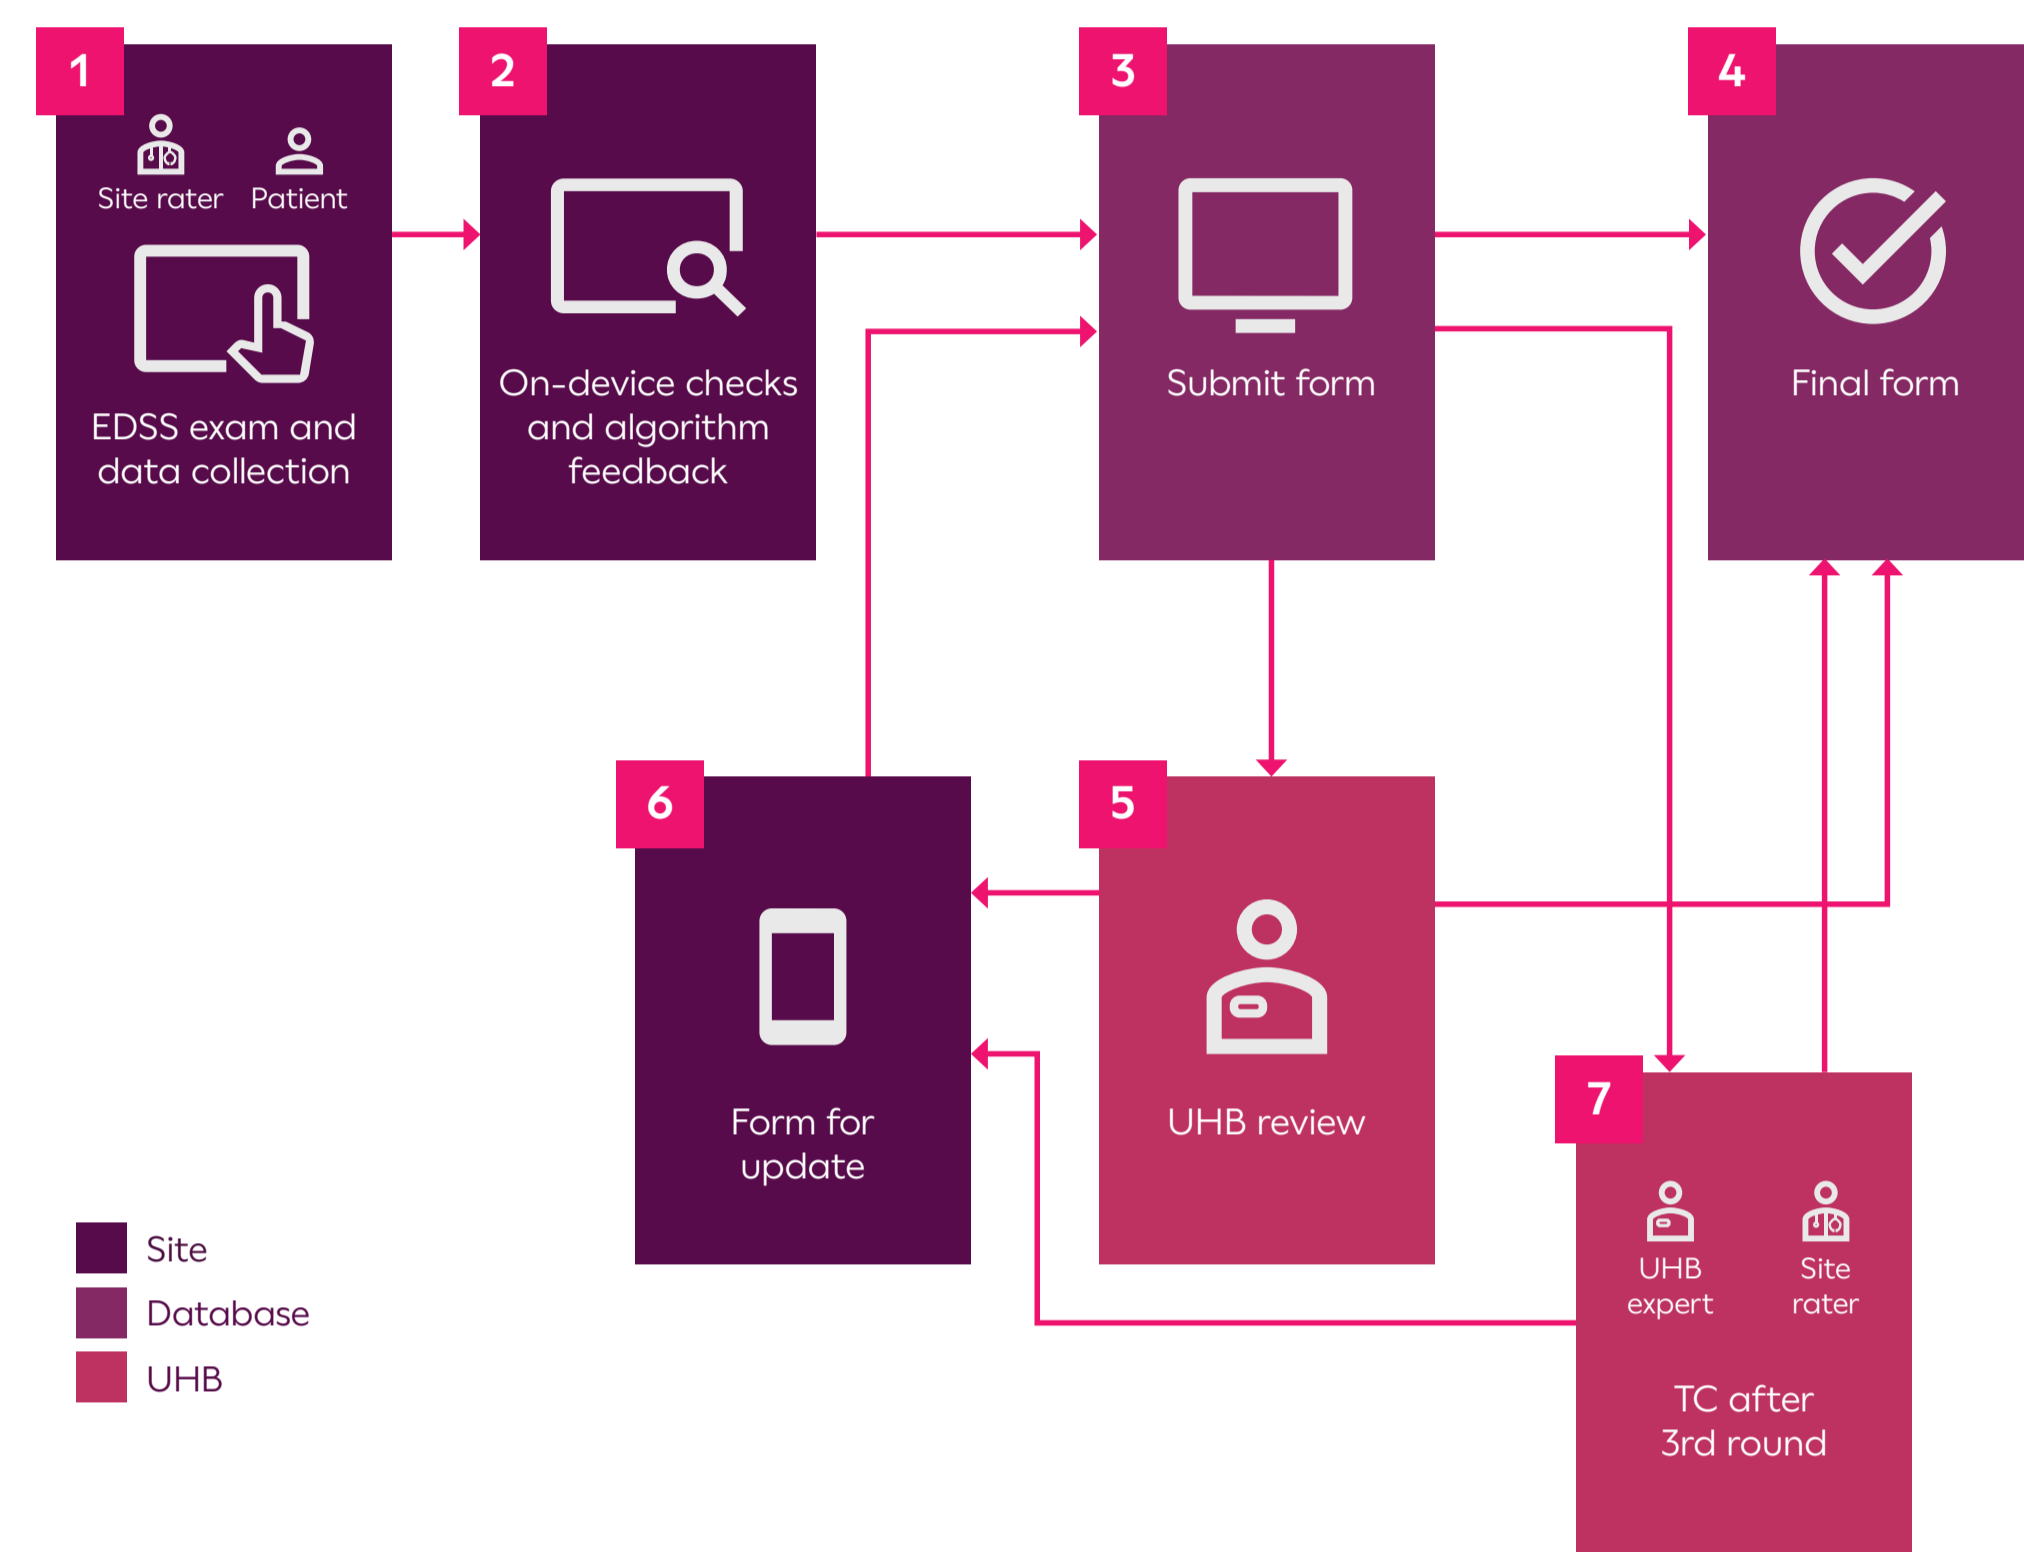 1
Site rater
Patient
EDSS exam and
data collection
2
On-device checks
and algorithm
feedback
3
Submit form
4
Final form
6
Form for
update
5
UHB review
7
UHB
expert
Site
rater
TC after
3rd round
Site
Database
UHB